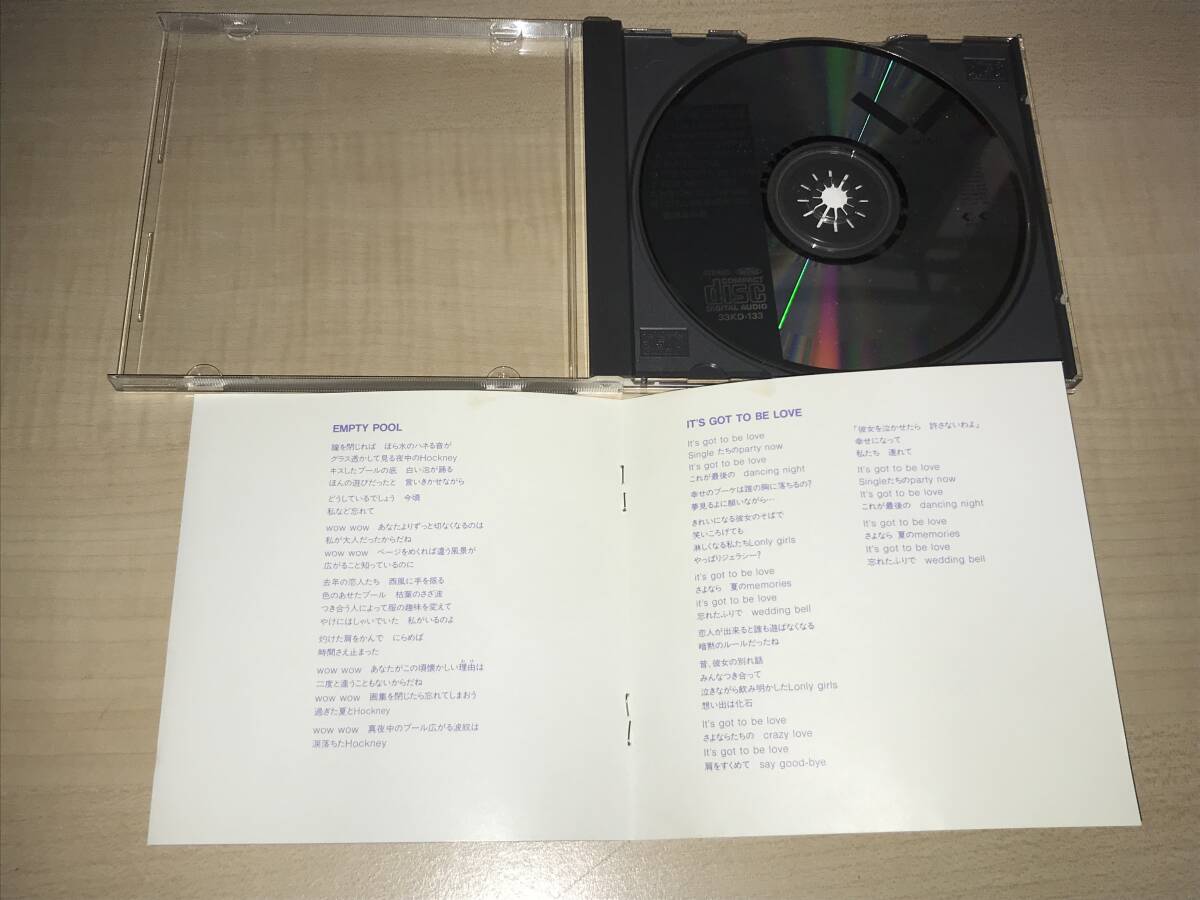 COMPACT
disc
DIGITAL AUDIO
33KD-133
EMPTY POOL
瞳を閉じれば ほら水のハネる音が
グラス透かして見る夜中のHockney
キスしたプールの底 白い泡が踊る
ほんの遊びだったと 言いきかせながら
どうしているでしょう 今頃
私など忘れて
wow wow あなたよりずっと切なくなるのは
私が大人だったからだね
wow wow ページをめくれば違う風景が
広がること知っているのに
去年の恋人たち 西風に手を振る
色のあせたプール 枯葉のさざ波
つき合う人によって服の趣味を変えて
やけにはしゃいでいた 私がいるのよ
灼けた肩をかんで にらめば
時間さえ止まった
wow wow あなたがこの頃懐かしい理由は
二度と逢うこともないからだね
wow wow 画集を閉じたら忘れてしまおう
過ぎた夏とHockney
wow wow 真夜中のプール広がる波紋は
涙落ちたHockney
IT'S GOT TO BE LOVE
It's got to be love
Single たちのparty now
It's got to be love
これが最後の dancing night
幸せのブーケは誰の胸に落ちるの?
夢見るよに願いながら…
きれいになる彼女のそばで
笑いころげても
淋しくなる私たちLonly girls
やっぱりジェラシー?
it's got to be love
さよなら 夏のmemories
it's got to be love
忘れたふりで wedding bell
恋人が出来ると誰も遊ばなくなる
暗黙のルールだったね
昔、彼女の別れ話
みんなつき合って
泣きながら飲み明かしたLonly girls
想い出は化石
It's got to be love
さよならたちの crazy love
It's got to be love
肩をすくめて say good-bye
「彼女を泣かせたら 許さないわよ」
幸せになって
私たち 連れて
It's got to be love
Singleたちのparty now
It's got to be love
これが最後の dancing night
It's got to be love
さよなら 夏のmemories
It's got to be love
忘れたふりで wedding bell